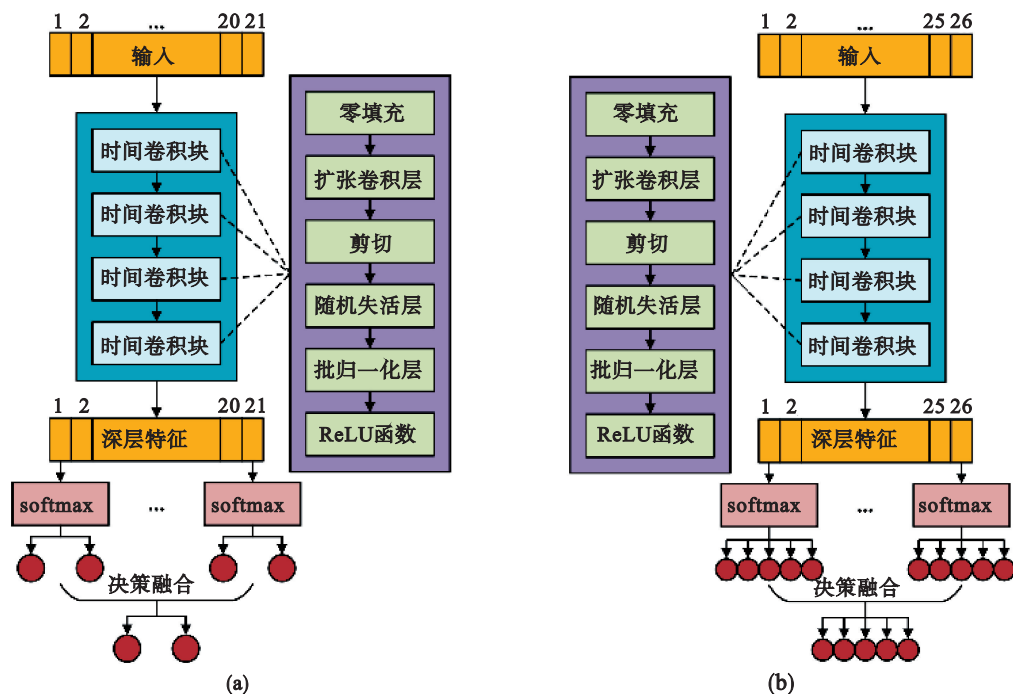 1 2 ... 20 21
输入
时间卷积块
时间卷积块
时间卷积块
时间卷积块
零填充
扩张卷积层
剪切
随机失活层
批归一化层
ReLU函数
1 2 20 21
深层特征
softmax ... softmax
决策融合
(a)
1 2 ... 25 26
输入
零填充
扩张卷积层
剪切
随机失活层
批归一化层
ReLU函数
时间卷积块
时间卷积块
时间卷积块
时间卷积块
1 2 25 26
深层特征
softmax ... softmax
决策融合
(b)